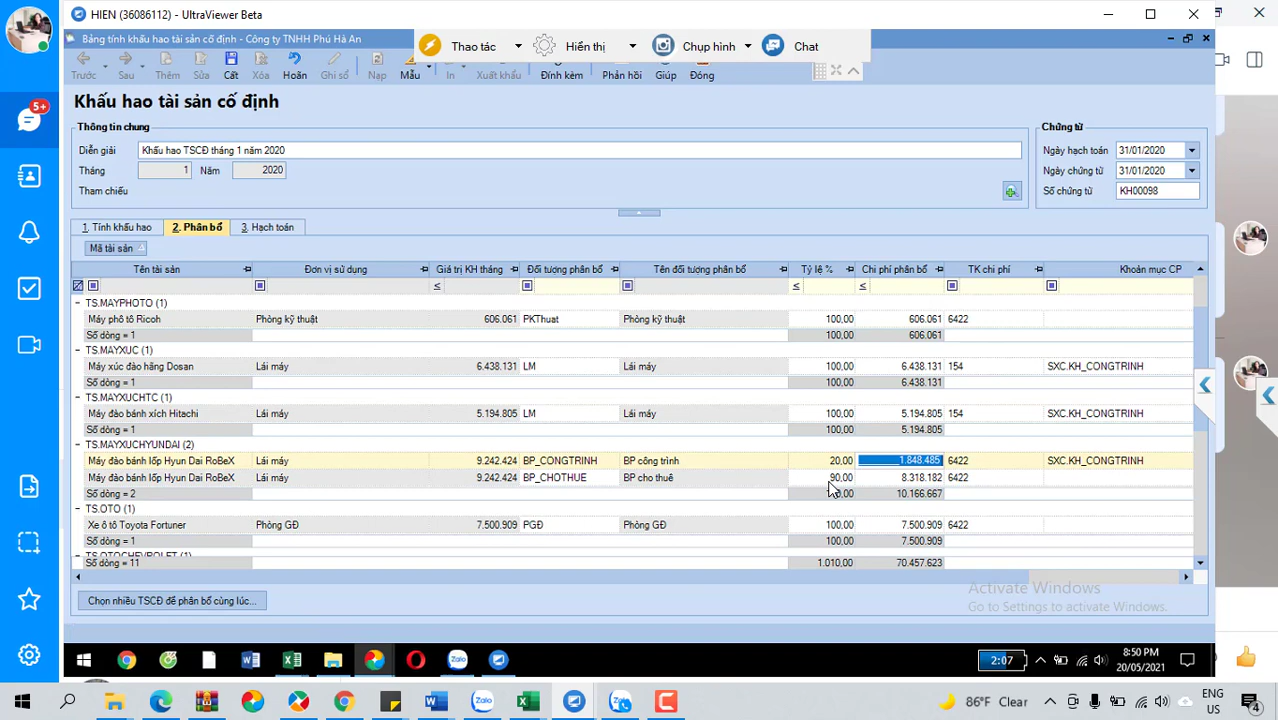 HIEN (36086112) - UltraViewer Beta
Bảng tính khấu hao tài sản cố định - Công ty TNHH Phú Hà An
Thao tác
Hiển thị
Chụp hình
Chat
Trước Sau Thêm Sửa Cất Xóa Hoãn Ghi sổ Nạp Mẫu In Xuất khẩu Đính kèm Phản hồi Giúp Đóng
5+
Khấu hao tài sản cố định
Thông tin chung
Chứng từ
Diễn giải Khấu hao TSCĐ tháng 1 năm 2020
Ngày hạch toán 31/01/2020
Tháng 1 Năm 2020
Ngày chứng từ 31/01/2020
Tham chiếu
Số chứng từ KH00098
1. Tính khấu hao 2. Phân bổ 3. Hạch toán
Mã tài sản
Tên tài sản Đơn vị sử dụng Giá trị KH tháng Đối tượng phân bổ Tên đối tượng phân bổ Tỷ lệ % Chi phí phân bổ TK chi phí Khoản mục CP
≤ ≤ ≤
TS.MAYPHOTO (1)
Máy phô tô Ricoh Phòng kỹ thuật 606.061 PKThuat Phòng kỹ thuật 100,00 606.061 6422
Số dòng = 1 100,00 606.061
TS.MAYXUC (1)
Máy xúc đào hãng Dosan Lái máy 6.438.131 LM Lái máy 100,00 6.438.131 154 SXC.KH_CONGTRINH
Số dòng = 1 100,00 6.438.131
TS.MAYXUCHTC (1)
Máy đào bánh xích Hitachi Lái máy 5.194.805 LM Lái máy 100,00 5.194.805 154 SXC.KH_CONGTRINH
Số dòng = 1 100,00 5.194.805
TS.MAYXUCHYUNDAI (2)
Máy đào bánh lốp Hyun Dai RoBeX Lái máy 9.242.424 BP_CONGTRINH BP công trình 20,00 1.848.485 6422 SXC.KH_CONGTRINH
Máy đào bánh lốp Hyun Dai RoBeX Lái máy 9.242.424 BP_CHOTHUE BP cho thuê 90,00 8.318.182 6422
Số dòng = 2 10.166.667
TS.OTO (1)
Xe ô tô Toyota Fortuner Phòng GĐ 7.500.909 PGĐ Phòng GĐ 100,00 7.500.909 6422
Số dòng = 1 100,00 7.500.909
TS.OTOCHEVROLET (1)
Số dòng = 11 1.010,00 70.457.623
Chọn nhiều TSCĐ để phân bổ cùng lúc...
Activate Windows
Go to Settings to activate Windows.
2:07
8:50 PM
20/05/2021
86°F Clear
ENG
US
4